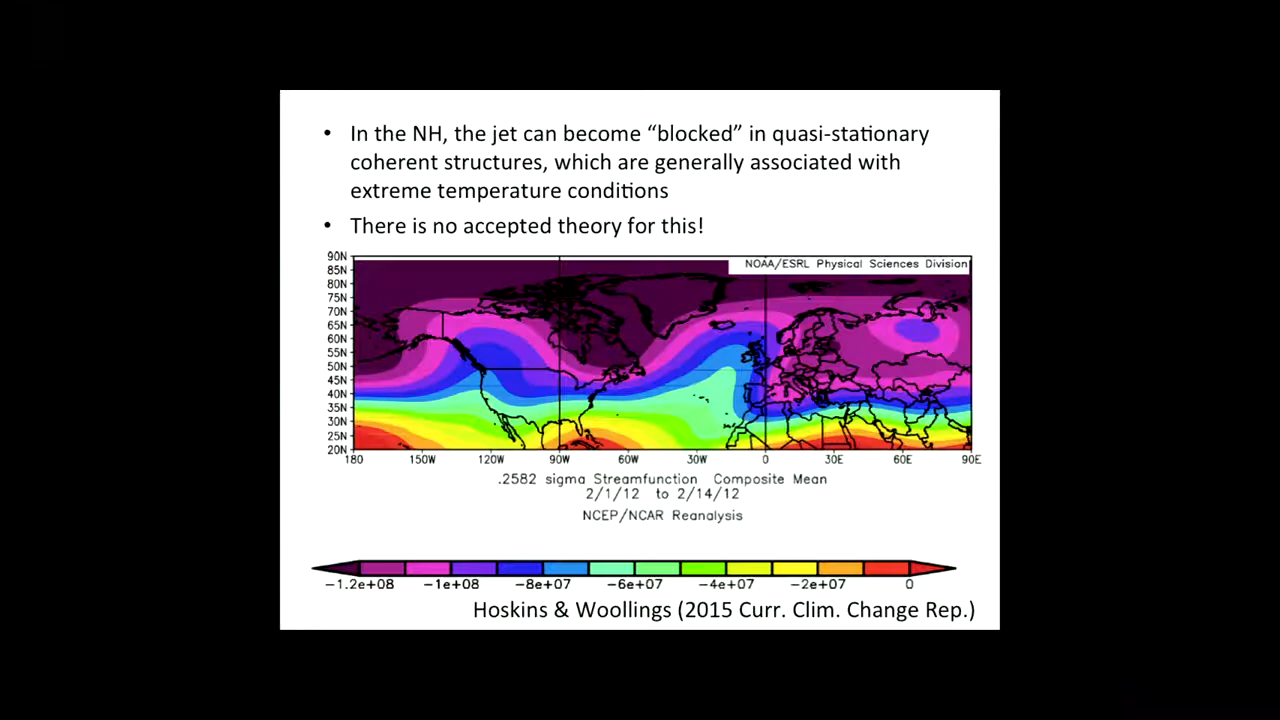 • In the NH, the jet can become “blocked” in quasi-stationary
coherent structures, which are generally associated with
extreme temperature conditions
• There is no accepted theory for this!
NOAA/ESRL Physical Sciences Division
90N
85N
80N
75N
70N
65N
60N
55N
50N
45N
40N
35N
30N
25N
20N
180 150W 120W 90W 60W 30W 0 30E 60E 90E
.2582 sigma Streamfunction Composite Mean
2/1/12 to 2/14/12
NCEP/NCAR Reanalysis
−1.2e+08 −1e+08 −8e+07 −6e+07 −4e+07 −2e+07 0
Hoskins & Woollings (2015 Curr. Clim. Change Rep.)